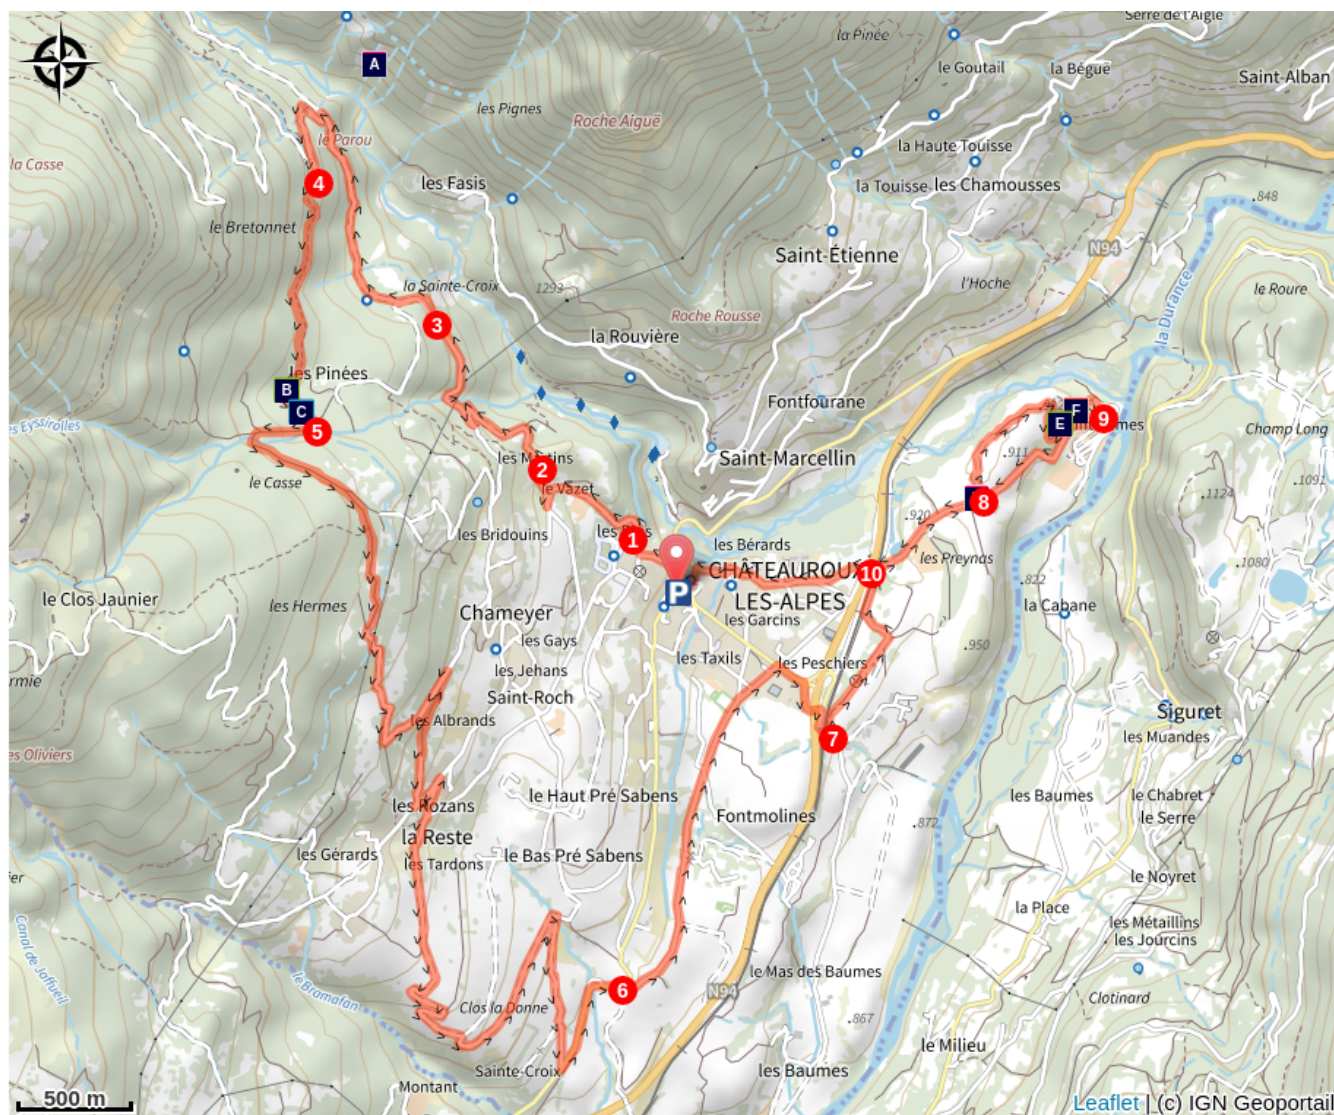 Serre de l'Aigle
la Pinée
A
le Goutail
la Bégue
Saint-Alban
les Pignes
Roche Aiguë
le Parou
la Haute Touisse
la Casse
4
les Fasis
la Touisse
les Chamousses
.848
le Bretonnet
N94
Saint-Étienne
la Sainte-Croix
1293
l'Hoche
le Roure
la Durance
3
Roche Rousse
la Rouvière
les Pinées
B
C
Fontfourane
F
9
E
5
es Eyssirolles
Champ Long
.911
les Martins
2
Saint-Marcellin
le Casse
le Vazet
.1124
.1091
8
.920
les Bridouins
1
les Bérards
les Preynas
CHÂTEAUROUX
10
.1080
P
LES-ALPES
.822
le Clos Jaunier
les Hermes
la Cabane
Chameyer
les Garcins
les Gays
.950
les Taxils
les Peschiers
les Jehans
rmie
Saint-Roch
les Albrands
Siguret
7
les Muandes
es Oliviers
le Haut Pré Sabens
les Baumes
le Chabret
les Rozans
Fontmolines
le Serre
.872
la Reste
les Gérards
le Bas Pré Sabens
les Tardons
le Noyret
ier
la Place
les Métaillins
les Jourcins
Canal de Jaffueil
le Bramafan
le Mas des Baumes
6
N94
Clos la Donne
Clotinard
.867
le Milieu
Sainte-Croix
les Baumes
Montant
500 m
Leaflet | (c) IGN Geoportail